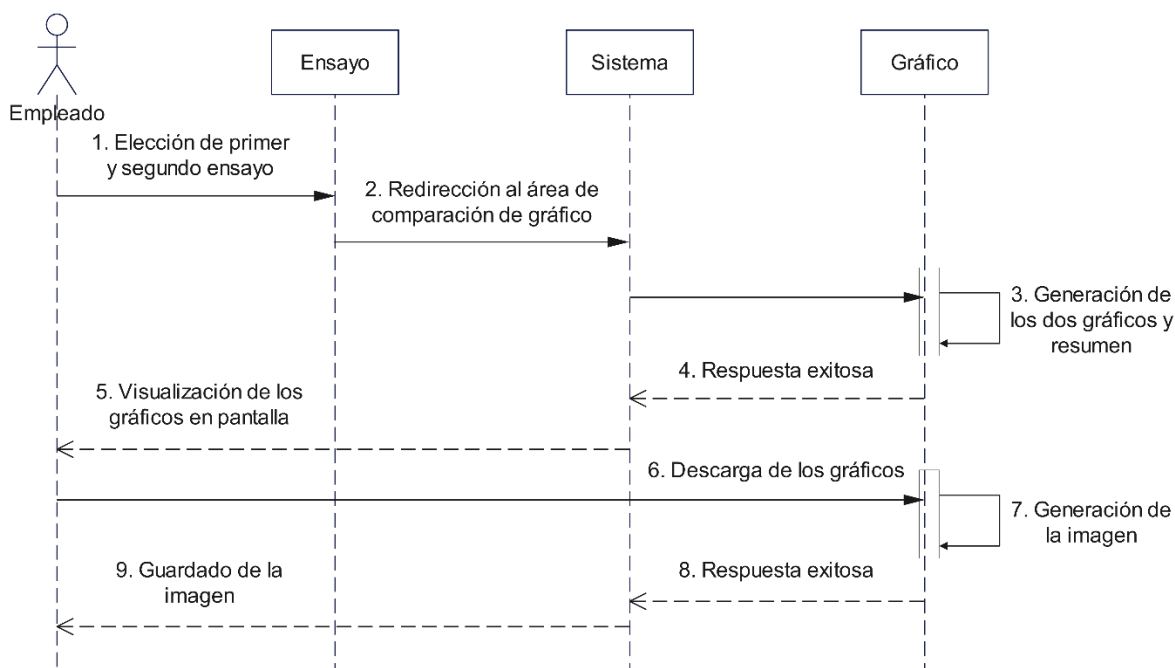 Empleado
Ensayo
Sistema
Gráfico
1. Elección de primer
y segundo ensayo
2. Redirección al área de
comparación de gráfico
3. Generación de
los dos gráficos y
resumen
4. Respuesta exitosa
5. Visualización de los
gráficos en pantalla
6. Descarga de los gráficos
7. Generación de
la imagen
8. Respuesta exitosa
9. Guardado de la
imagen